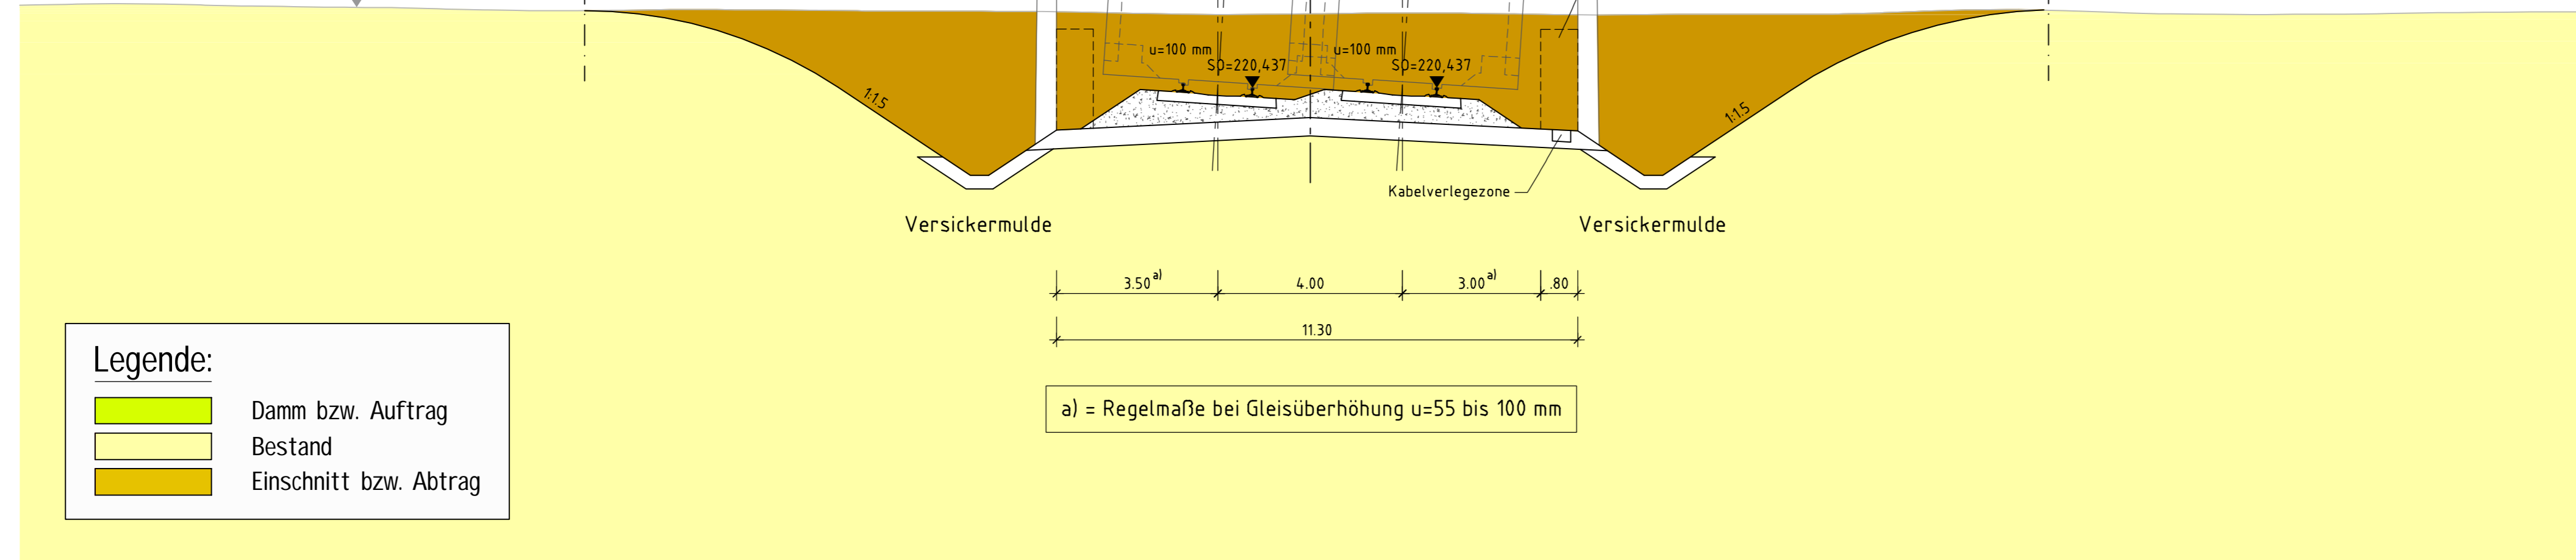 u=100 mm
u=100 mm
SO=220,437
SO=220,437
1:1.5
1:1.5
Kabelverlegezone
Versickermulde
Versickermulde
3.50 a)
4.00
3.00 a)
.80
11.30
a) = Regelmaße bei Gleisüberhöhung u=55 bis 100 mm
Legende:
Damm bzw. Auftrag
Bestand
Einschnitt bzw. Abtrag